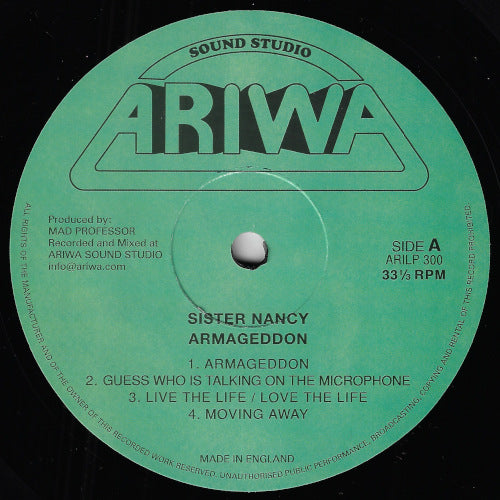 SOUND STUDIO
ARIWA
Produced by:
MAD PROFESSOR
Recorded and Mixed at
ARIWA SOUND STUDIO
info@ariwa.com
SIDE A
ARILP 300
33⅓ RPM
SISTER NANCY
ARMAGEDDON
1. ARMAGEDDON
2. GUESS WHO IS TALKING ON THE MICROPHONE
3. LIVE THE LIFE / LOVE THE LIFE
4. MOVING AWAY
MADE IN ENGLAND
ALL RIGHTS OF THE MANUFACTURER AND OF THE OWNER OF THIS RECORDED WORK RESERVED. UNAUTHORISED PUBLIC PERFORMANCE, BROADCASTING, COPYING AND RENTAL OF THIS RECORD PROHIBITED.